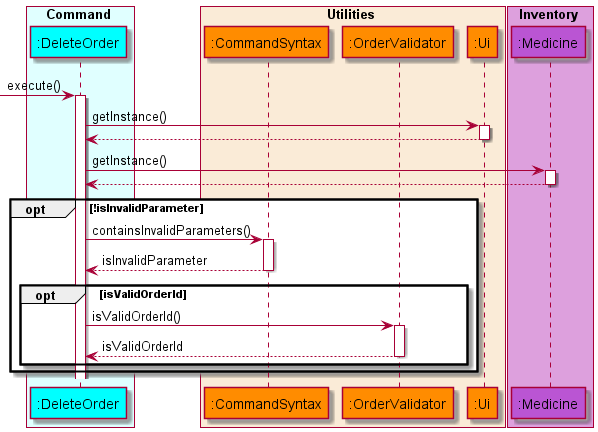 Command Utilities Inventory
:DeleteOrder :CommandSyntax :OrderValidator :Ui :Medicine
execute()
getInstance()
getInstance()
opt [!isInvalidParameter]
containsInvalidParameters()
isInvalidParameter
opt [isValidOrderId]
isValidOrderId()
isValidOrderId
:DeleteOrder :CommandSyntax :OrderValidator :Ui :Medicine